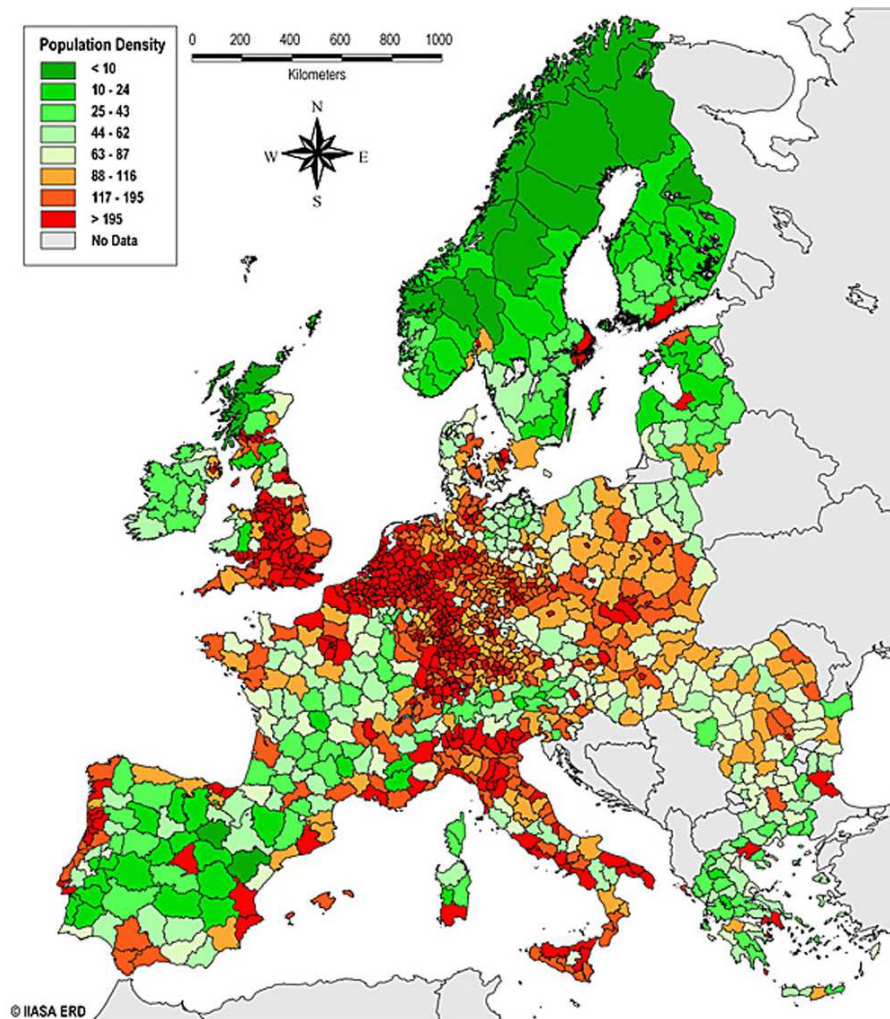 Population Density
< 10
10 - 24
25 - 43
44 - 62
63 - 87
88 - 116
117 - 195
> 195
No Data
0 200 400 600 800 1000
Kilometers
N
W E
S
© IIASA ERD